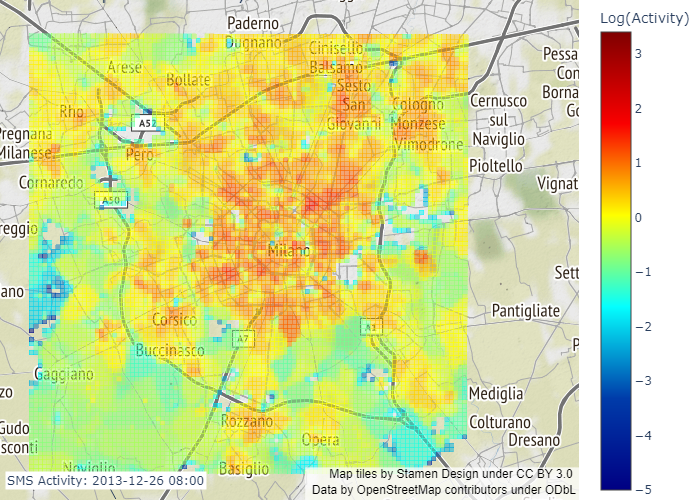 Log(Activity)
Paderno
Dugnano
Cinisello
Balsamo
Arese
Bollate
Sesto
San
Giovanni
Pessa
Con
Borna
Go
Rho
A52
Cologno
Monzese
Cernusco
sul
Naviglio
Pregnana
Milanese
Pero
Vimodrone
Pioltello
Cornaredo
A50
Vignat
reggio
Milano
Sett
ano
Pantigliate
Corsico
A7
A1
P
Buccinasco
Gaggiano
zo
Mediglia
Rozzano
Colturano
Gudo
sconti
Opera
Dresano
Noviglio
Basiglio
3
2
1
0
−1
−2
−3
−4
−5
SMS Activity: 2013-12-26 08:00
Map tiles by Stamen Design under CC BY 3.0
Data by OpenStreetMap contributors under ODbL